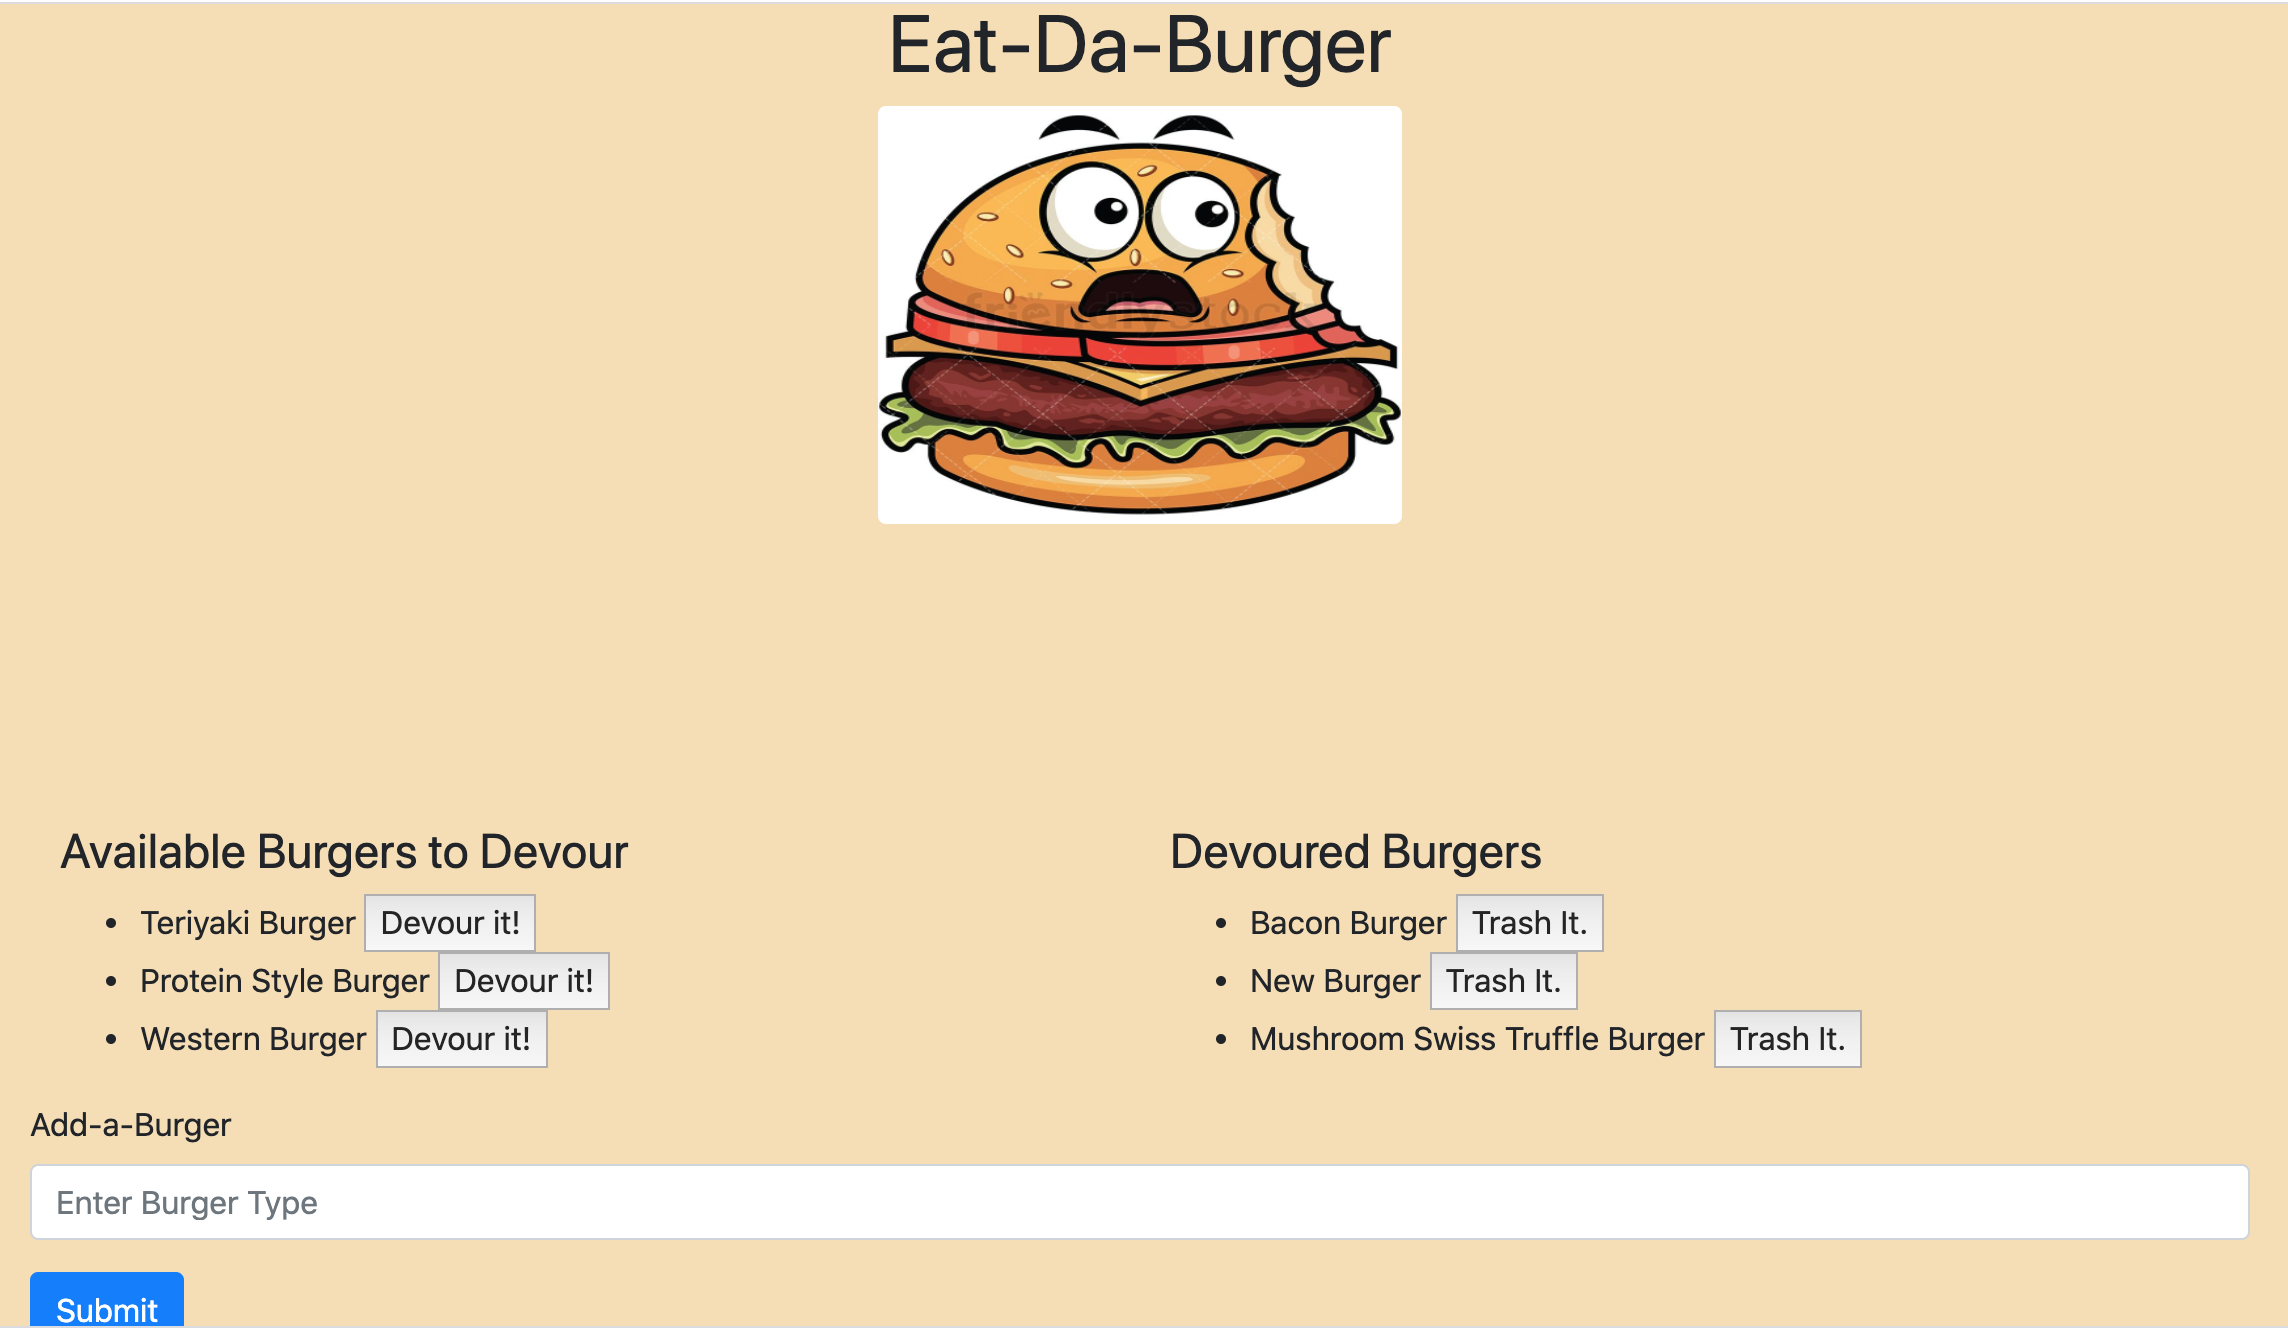 Eat-Da-Burger
friendlystock
Available Burgers to Devour
Teriyaki Burger Devour it!
Protein Style Burger Devour it!
Western Burger Devour it!
Devoured Burgers
Bacon Burger Trash It.
New Burger Trash It.
Mushroom Swiss Truffle Burger Trash It.
Add-a-Burger
Enter Burger Type
Submit